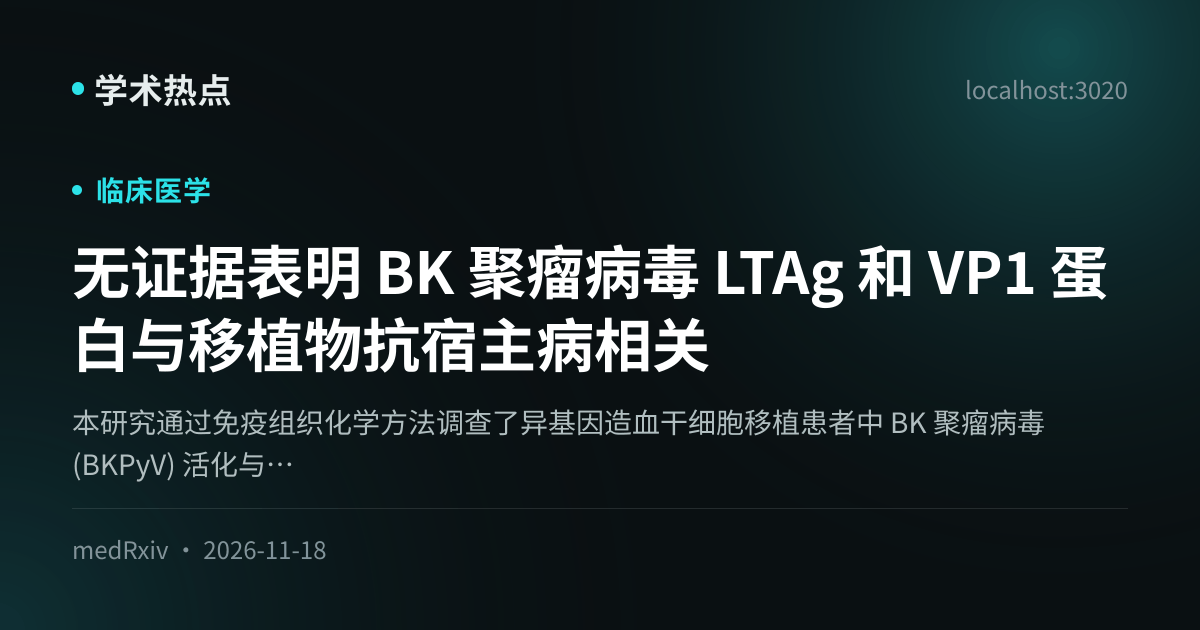 学术热点
localhost:3020
临床医学
无证据表明 BK 聚瘤病毒 LTAg 和 VP1 蛋
白与移植物抗宿主病相关
本研究通过免疫组织化学方法调查了异基因造血干细胞移植患者中 BK 聚瘤病毒
(BKPyV) 活化与…
medRxiv • 2026-11-18